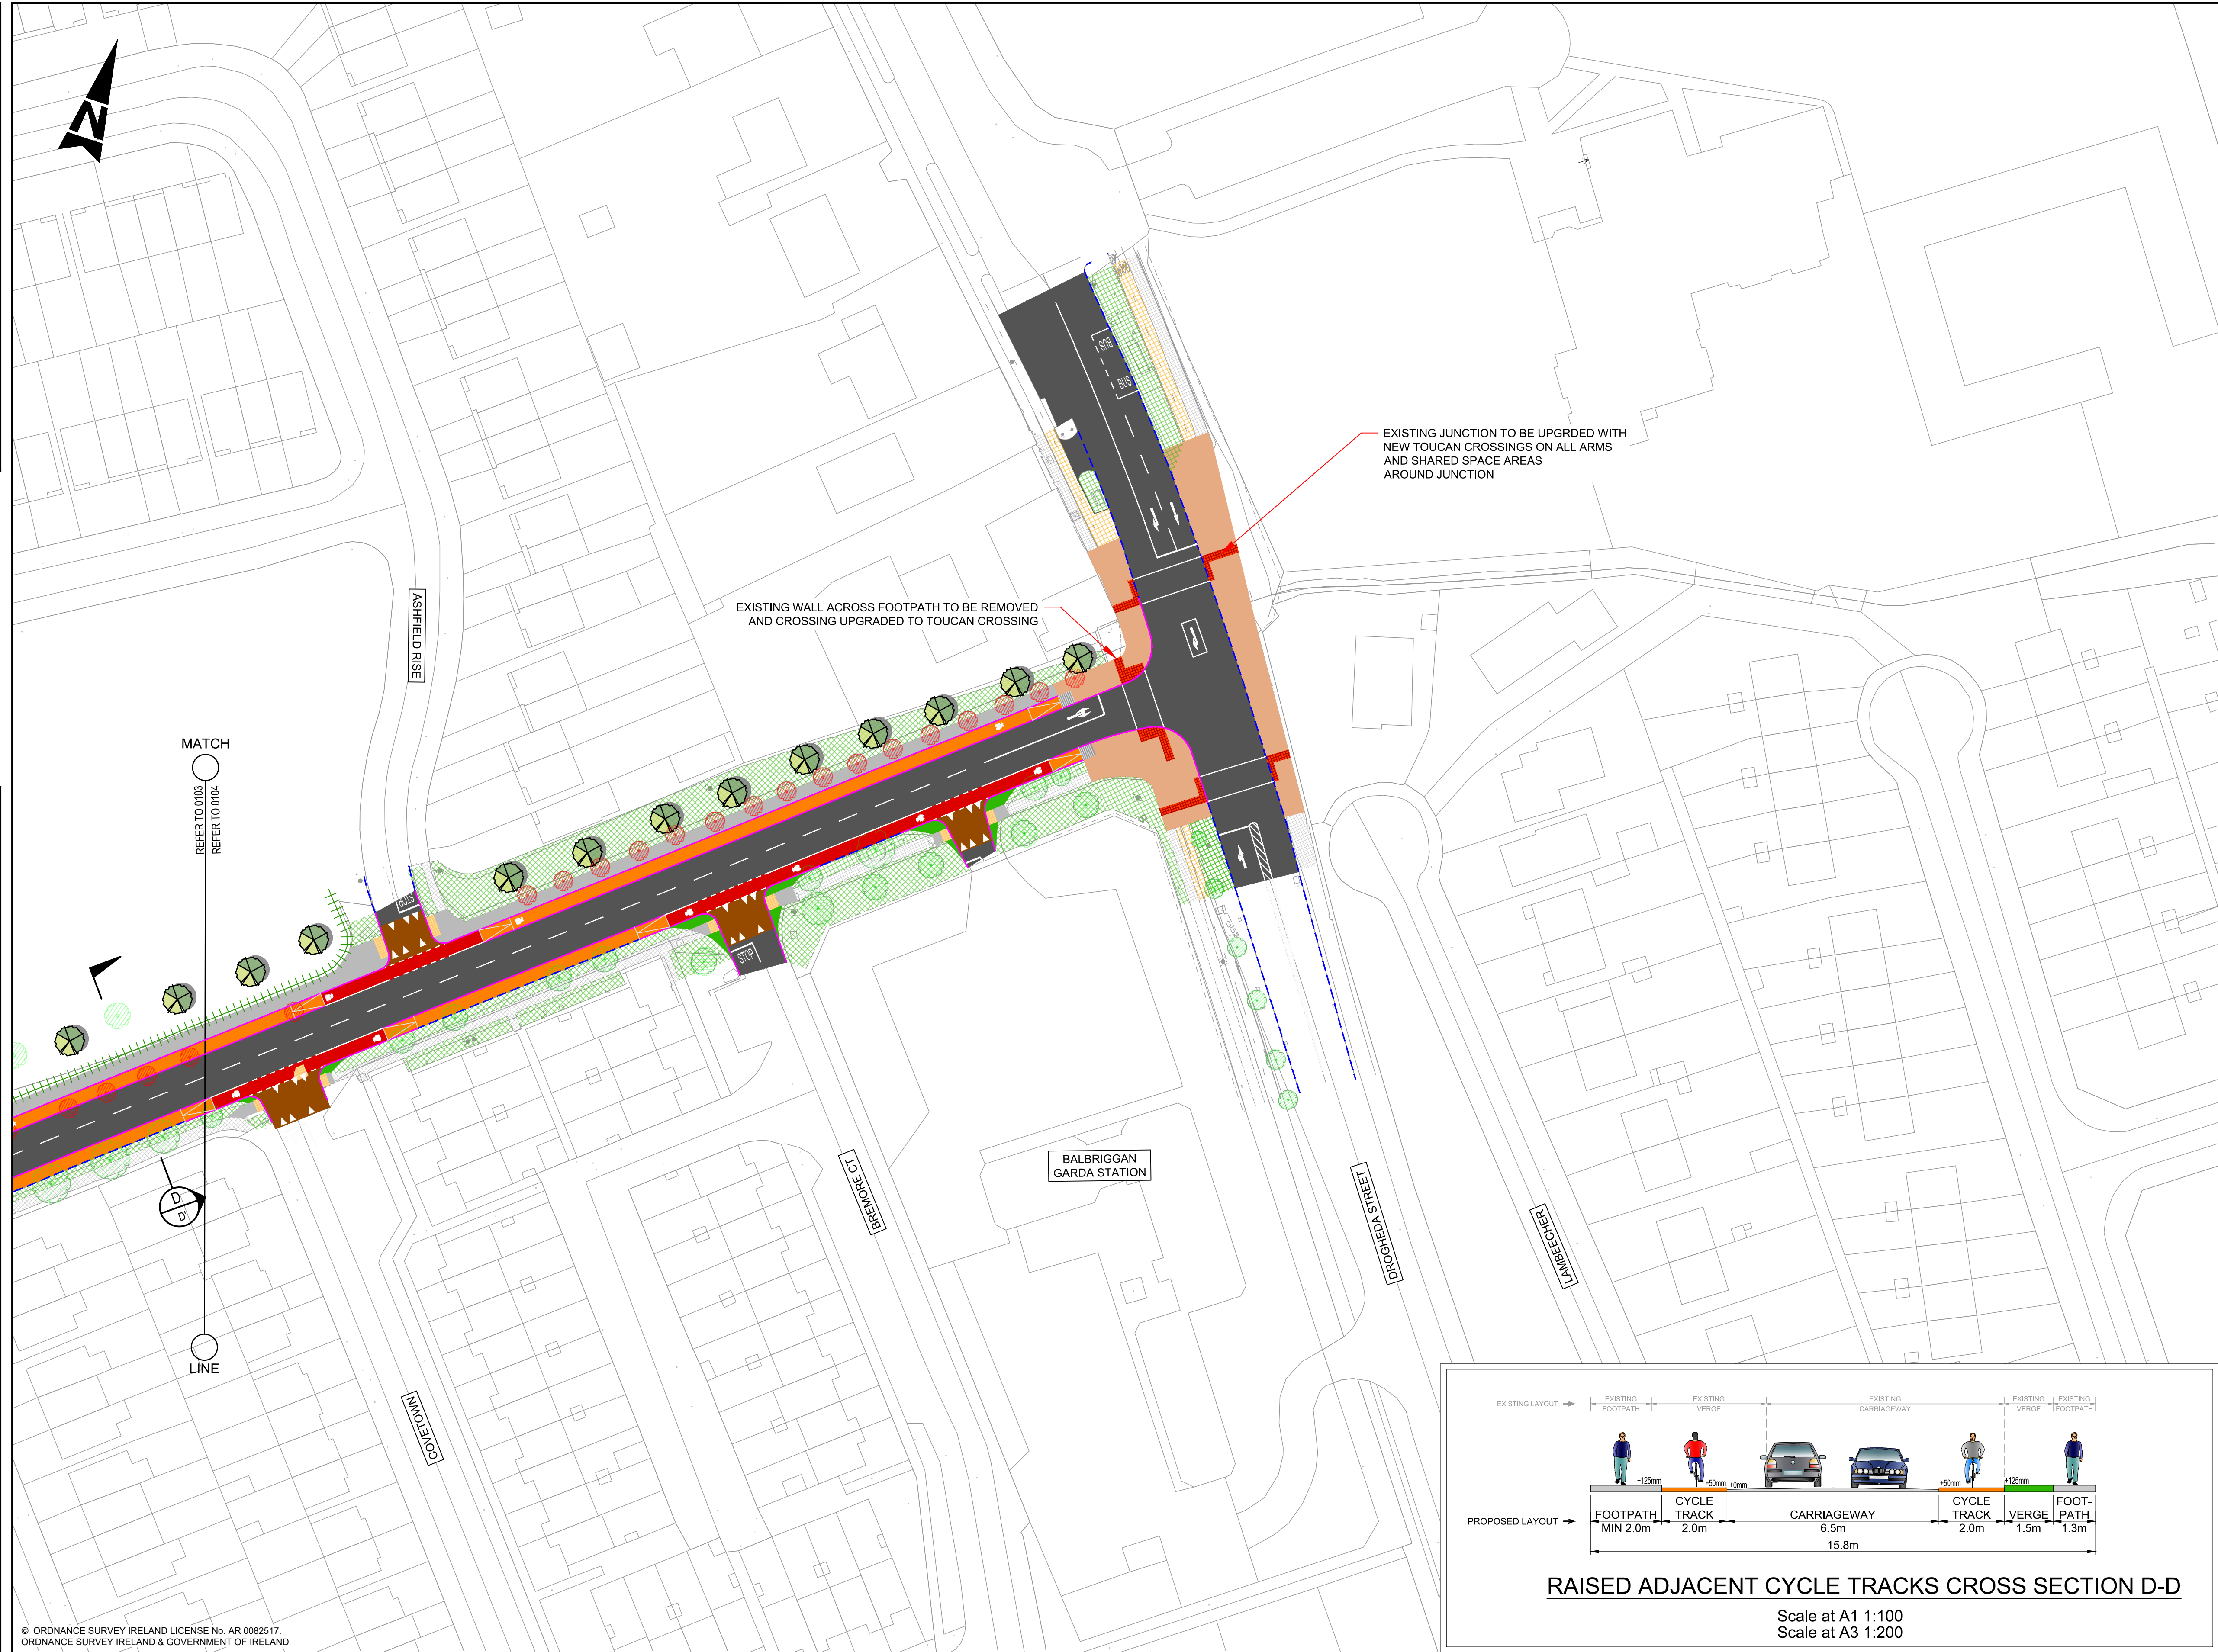 N
EXISTING JUNCTION TO BE UPGRDED WITH
NEW TOUCAN CROSSINGS ON ALL ARMS
AND SHARED SPACE AREAS
AROUND JUNCTION
EXISTING WALL ACROSS FOOTPATH TO BE REMOVED
AND CROSSING UPGRADED TO TOUCAN CROSSING
BUS
BUS
ASHFIELD RISE
MATCH
REFER TO 0103
REFER TO 0104
LINE
STOP
STOP
D
D'
COVETOWN
BREMORE CT
BALBRIGGAN
GARDA STATION
DROGHEDA STREET
LAMBEECHER
EXISTING LAYOUT
EXISTING
FOOTPATH
EXISTING
VERGE
EXISTING
CARRIAGEWAY
EXISTING
VERGE
EXISTING
FOOTPATH
+125mm
+50mm
+0mm
+50mm
+125mm
PROPOSED LAYOUT
FOOTPATH
MIN 2.0m
CYCLE
TRACK
2.0m
CARRIAGEWAY
6.5m
CYCLE
TRACK
2.0m
VERGE
1.5m
FOOT-
PATH
1.3m
15.8m
RAISED ADJACENT CYCLE TRACKS CROSS SECTION D-D
Scale at A1 1:100
Scale at A3 1:200
© ORDNANCE SURVEY IRELAND LICENSE No. AR 0082517.
ORDNANCE SURVEY IRELAND & GOVERNMENT OF IRELAND